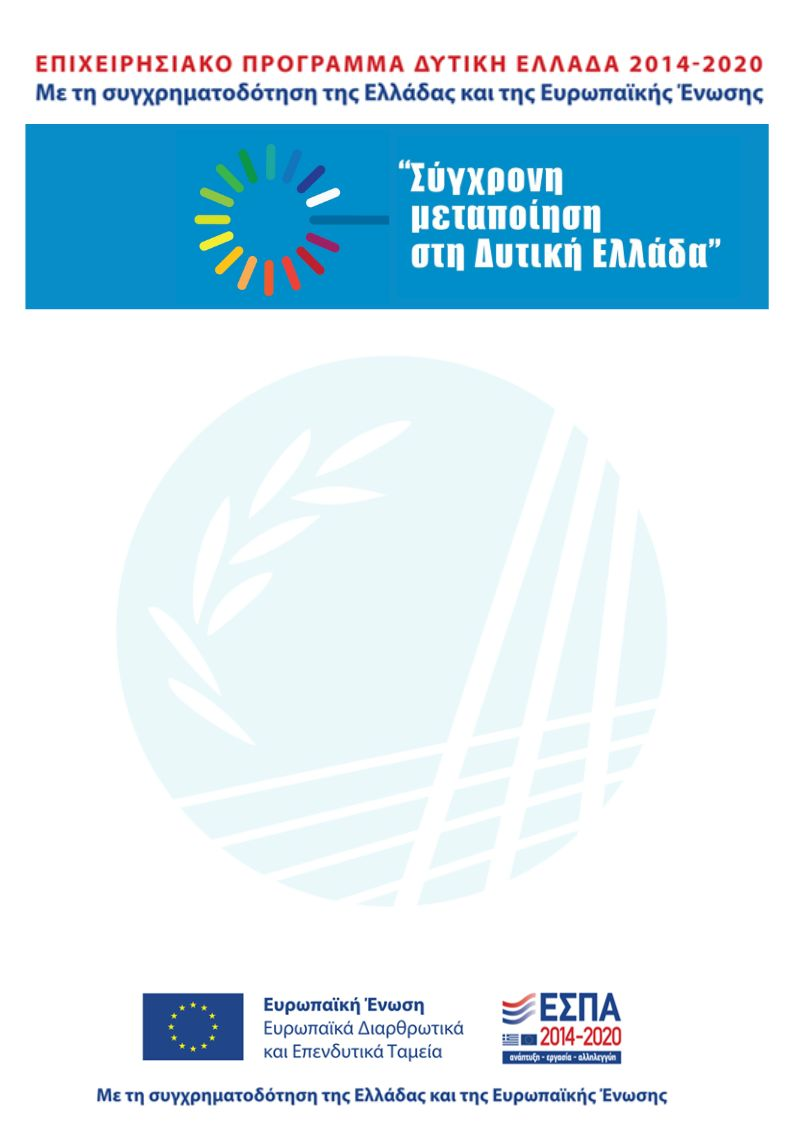 ΕΠΙΧΕΙΡΗΣΙΑΚΟ ΠΡΟΓΡΑΜΜΑ ΔΥΤΙΚΗ ΕΛΛΑΔΑ 2014-2020
Με τη συγχρηματοδότηση της Ελλάδας και της Ευρωπαϊκής Ένωσης
“Σύγχρονη
μεταποίηση
στη Δυτική Ελλάδα”
Ευρωπαϊκή Ένωση
Ευρωπαϊκά Διαρθρωτικά
και Επενδυτικά Ταμεία
ΕΣΠΑ
2014-2020
ανάπτυξη - εργασία - αλληλεγγύη
Με τη συγχρηματοδότηση της Ελλάδας και της Ευρωπαϊκής Ένωσης